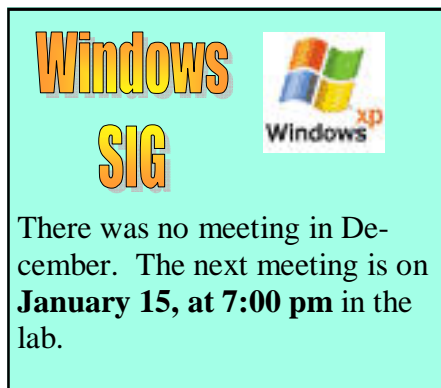 Windows
SIG
Windows xp
There was no meeting in De-
cember. The next meeting is on
January 15, at 7:00 pm in the
lab.